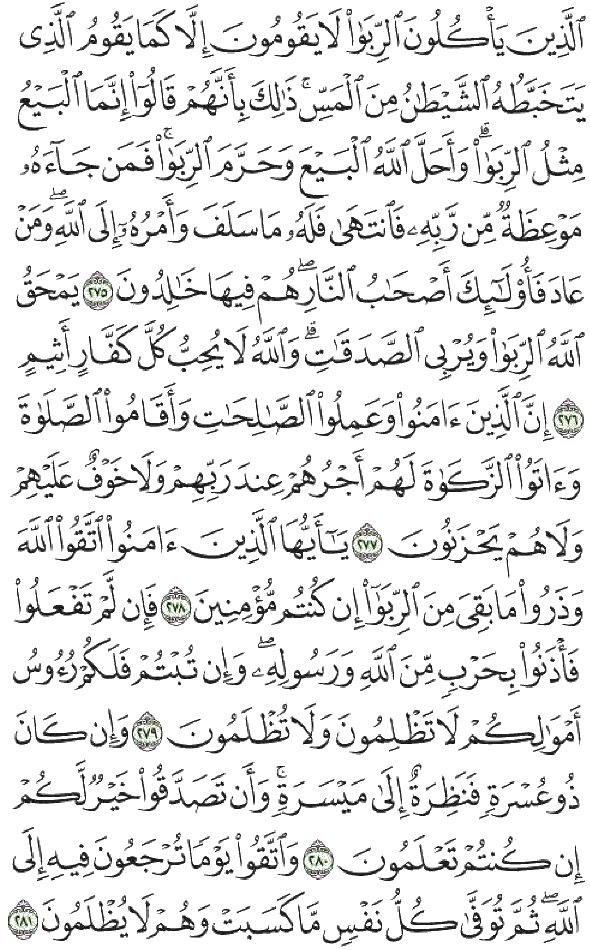 ٱلَّذِينَ يَأۡكُلُونَ ٱلرِّبَوٰاْ لَا يَقُومُونَ إِلَّا كَمَا يَقُومُ ٱلَّذِي
يَتَخَبَّطُهُ ٱلشَّيۡطَٰنُ مِنَ ٱلۡمَسِّۚ ذَٰلِكَ بِأَنَّهُمۡ قَالُوٓاْ إِنَّمَا ٱلۡبَيۡعُ
مِثۡلُ ٱلرِّبَوٰاْۗ وَأَحَلَّ ٱللَّهُ ٱلۡبَيۡعَ وَحَرَّمَ ٱلرِّبَوٰاْۚ فَمَن جَآءَهُۥ
مَوۡعِظَةٞ مِّن رَّبِّهِۦ فَٱنتَهَىٰ فَلَهُۥ مَا سَلَفَ وَأَمۡرُهُۥٓ إِلَى ٱللَّهِۖ وَمَنۡ
عَادَ فَأُوْلَٰٓئِكَ أَصۡحَٰبُ ٱلنَّارِۖ هُمۡ فِيهَا خَٰلِدُونَ ٢٧٥ يَمۡحَقُ
ٱللَّهُ ٱلرِّبَوٰاْ وَيُرۡبِي ٱلصَّدَقَٰتِۗ وَٱللَّهُ لَا يُحِبُّ كُلَّ كَفَّارٍ أَثِيمٍ
٢٧٦ إِنَّ ٱلَّذِينَ ءَامَنُواْ وَعَمِلُواْ ٱلصَّٰلِحَٰتِ وَأَقَامُواْ ٱلصَّلَوٰةَ
وَءَاتَوُاْ ٱلزَّكَوٰةَ لَهُمۡ أَجۡرُهُمۡ عِندَ رَبِّهِمۡ وَلَا خَوۡفٌ عَلَيۡهِمۡ
وَلَا هُمۡ يَحۡزَنُونَ ٢٧٧ يَٰٓأَيُّهَا ٱلَّذِينَ ءَامَنُواْ ٱتَّقُواْ ٱللَّهَ
وَذَرُواْ مَا بَقِيَ مِنَ ٱلرِّبَوٰٓاْ إِن كُنتُم مُّؤۡمِنِينَ ٢٧٨ فَإِن لَّمۡ تَفۡعَلُواْ
فَأۡذَنُواْ بِحَرۡبٖ مِّنَ ٱللَّهِ وَرَسُولِهِۦۖ وَإِن تُبۡتُمۡ فَلَكُمۡ رُءُوسُ
أَمۡوَٰلِكُمۡ لَا تَظۡلِمُونَ وَلَا تُظۡلَمُونَ ٢٧٩ وَإِن كَانَ
ذُو عُسۡرَةٖ فَنَظِرَةٌ إِلَىٰ مَيۡسَرَةٖۚ وَأَن تَصَدَّقُواْ خَيۡرٞ لَّكُمۡ
إِن كُنتُمۡ تَعۡلَمُونَ ٢٨٠ وَٱتَّقُواْ يَوۡمٗا تُرۡجَعُونَ فِيهِ إِلَى
ٱللَّهِۖ ثُمَّ تُوَفَّىٰ كُلُّ نَفۡسٖ مَّا كَسَبَتۡ وَهُمۡ لَا يُظۡلَمُونَ ٢٨١